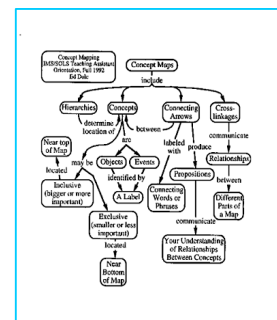 Concept Mapping
IMS/SOLS Teaching Assistant
Orientation, Fall 1992
Ed Dale
Concept Maps
include
Hierarchies
Concepts
Connecting
Arrows
Cross-
linkages
determine
location of
between
labeled
with
produce
communicate
Near top
of Map
are
located
may be
Objects
Events
Propositions
Relationships
identified by
between
Inclusive
(bigger or more
important)
A Label
Connecting
Words or
Phrases
Different
Parts of
a Map
Exclusive
(smaller or less
important)
communicate
located
Your Understanding
of Relationships
Between Concepts
Near
Bottom
of Map